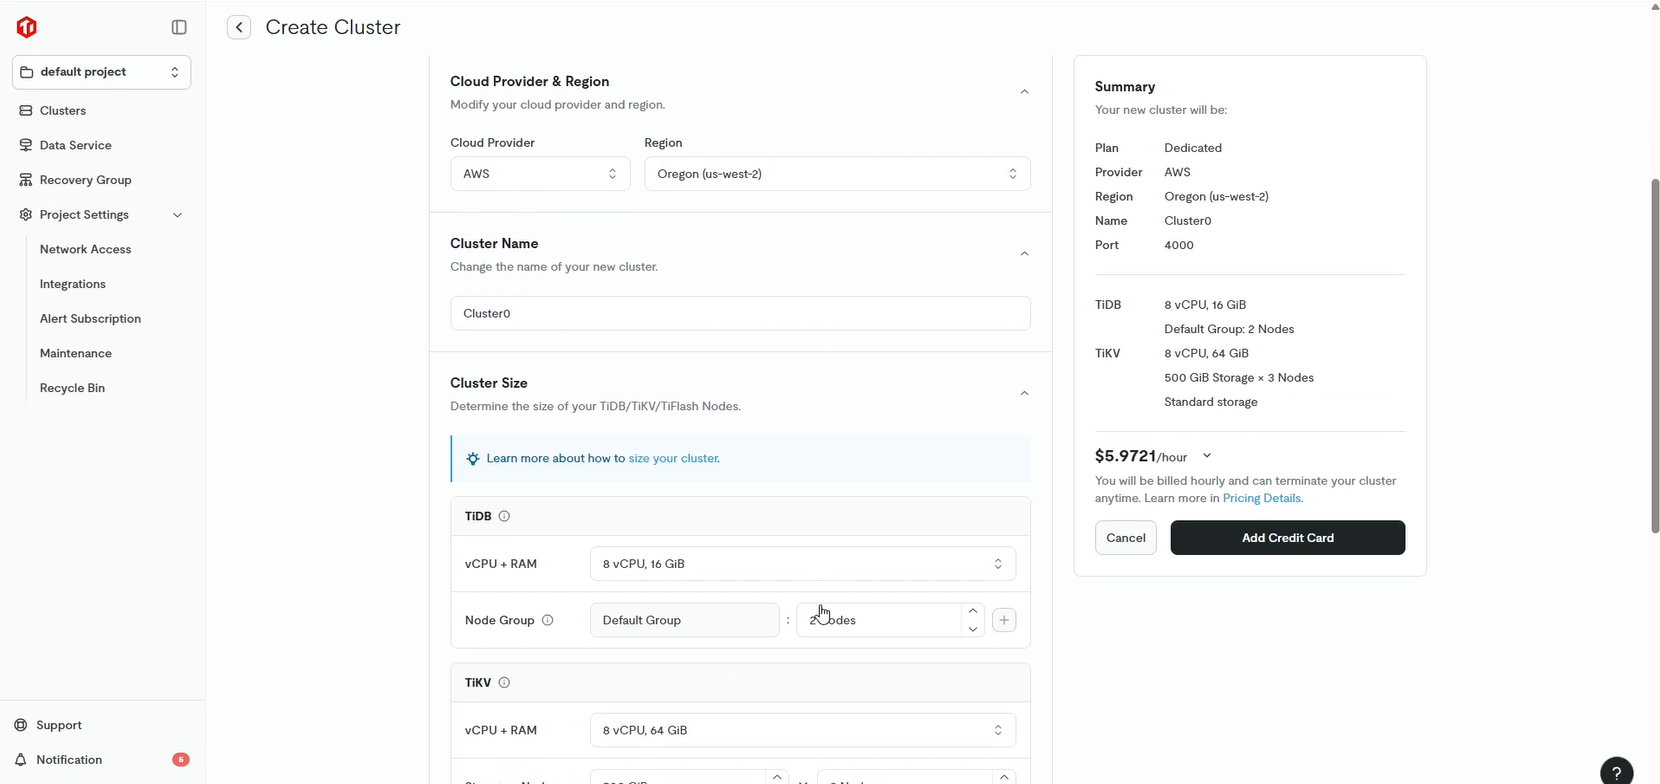 Create Cluster
default project
Clusters
Data Service
Recovery Group
Project Settings
Network Access
Integrations
Alert Subscription
Maintenance
Recycle Bin
Support
Notification 5
Cloud Provider & Region
Modify your cloud provider and region.
Cloud Provider Region
AWS Oregon (us-west-2)
Cluster Name
Change the name of your new cluster.
Cluster0
Cluster Size
Determine the size of your TiDB/TiKV/TiFlash Nodes.
Learn more about how to size your cluster.
TiDB
vCPU + RAM 8 vCPU, 16 GiB
Node Group Default Group : 2
TiKV
vCPU + RAM 8 vCPU, 64 GiB
Summary
Your new cluster will be:
Plan Dedicated
Provider AWS
Region Oregon (us-west-2)
Name Cluster0
Port 4000
TiDB 8 vCPU, 16 GiB
Default Group: 2 Nodes
TiKV 8 vCPU, 64 GiB
500 GiB Storage × 3 Nodes
Standard storage
$5.9721/hour
You will be billed hourly and can terminate your cluster
anytime. Learn more in Pricing Details.
Cancel Add Credit Card
?